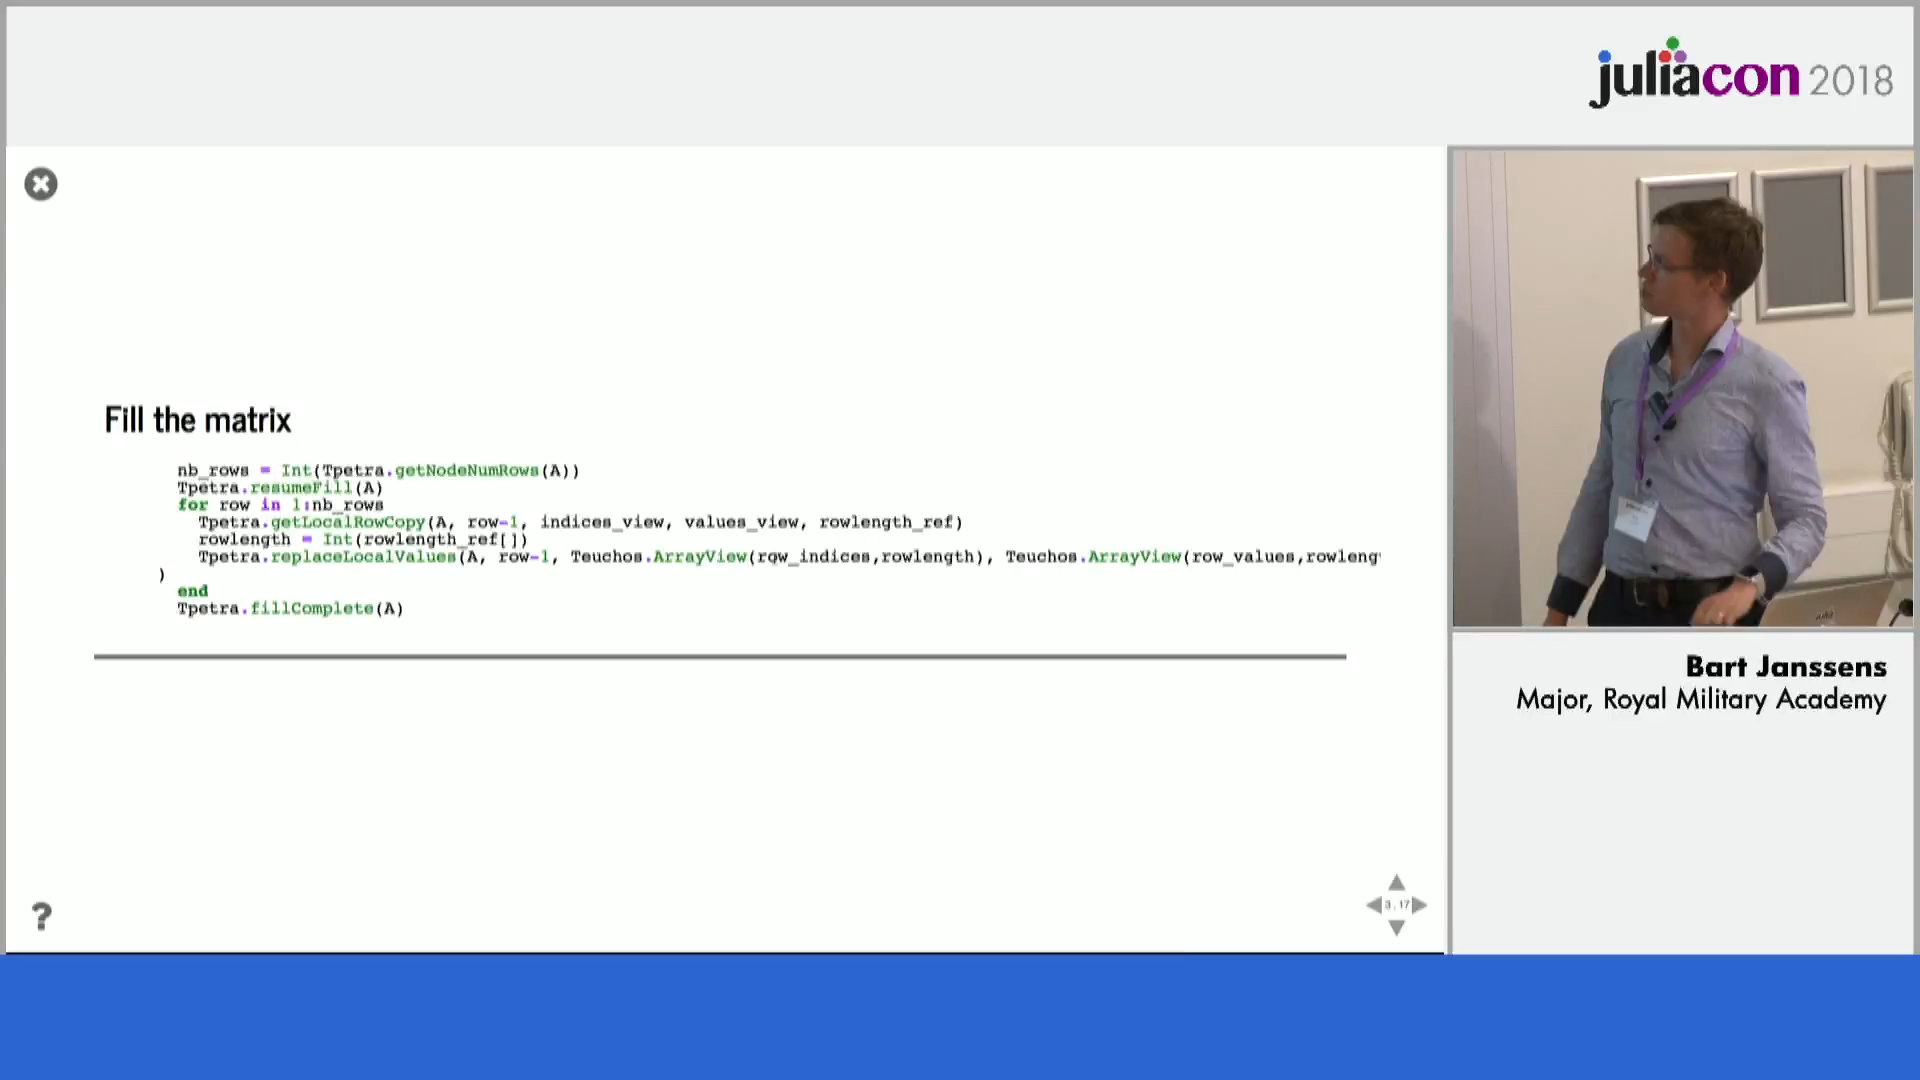 juliacon 2018
Fill the matrix
nb_rows = Int(Tpetra.getNodeNumRows(A))
Tpetra.resumeFill(A)
for row in 1:nb_rows
Tpetra.getLocalRowCopy(A, row-1, indices_view, values_view, rowlength_ref)
rowlength = Int(rowlength_ref[])
Tpetra.replaceLocalValues(A, row-1, Teuchos.ArrayView(row_indices,rowlength), Teuchos.ArrayView(row_values,rowleng
)
end
Tpetra.fillComplete(A)
?
3.17
Bart Janssens
Major, Royal Military Academy